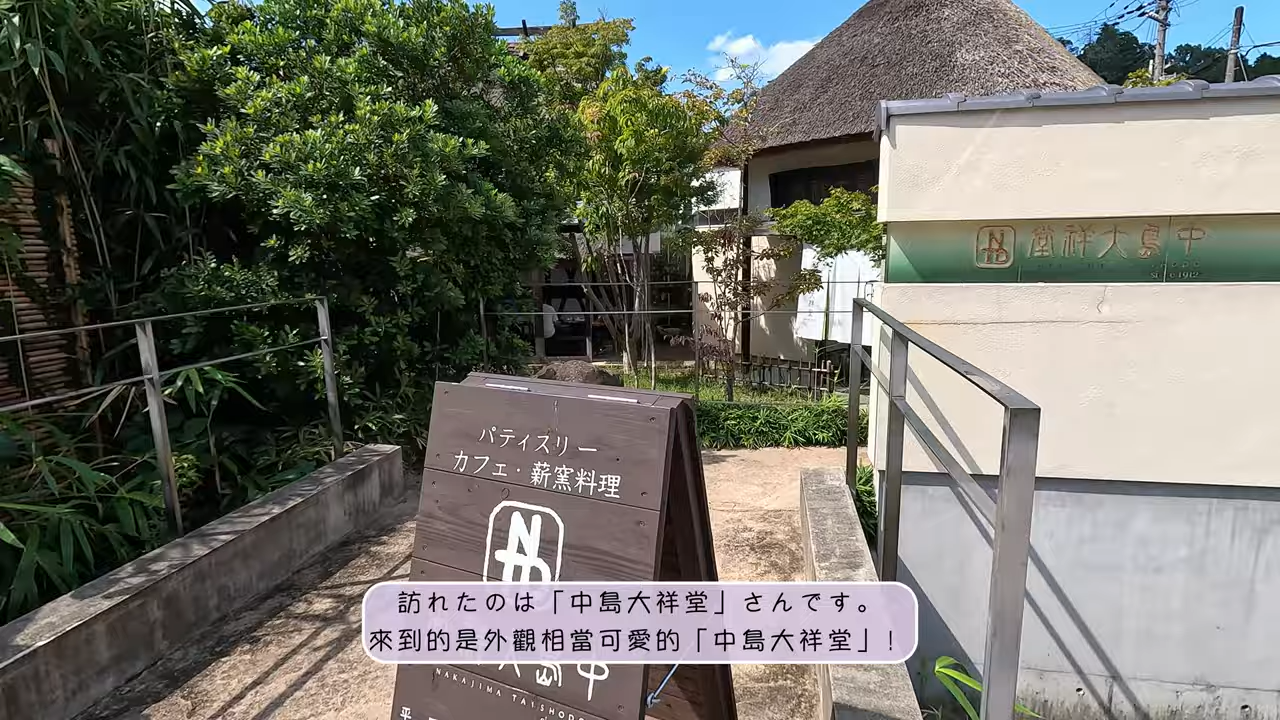 堂祥大島中
SINCE 1912
パティスリー
カフェ・薪窯料理
訪れたのは「中島大祥堂」さんです。
來到的是外觀相當可愛的「中島大祥堂」!
NAKAJIMA TAISHODO